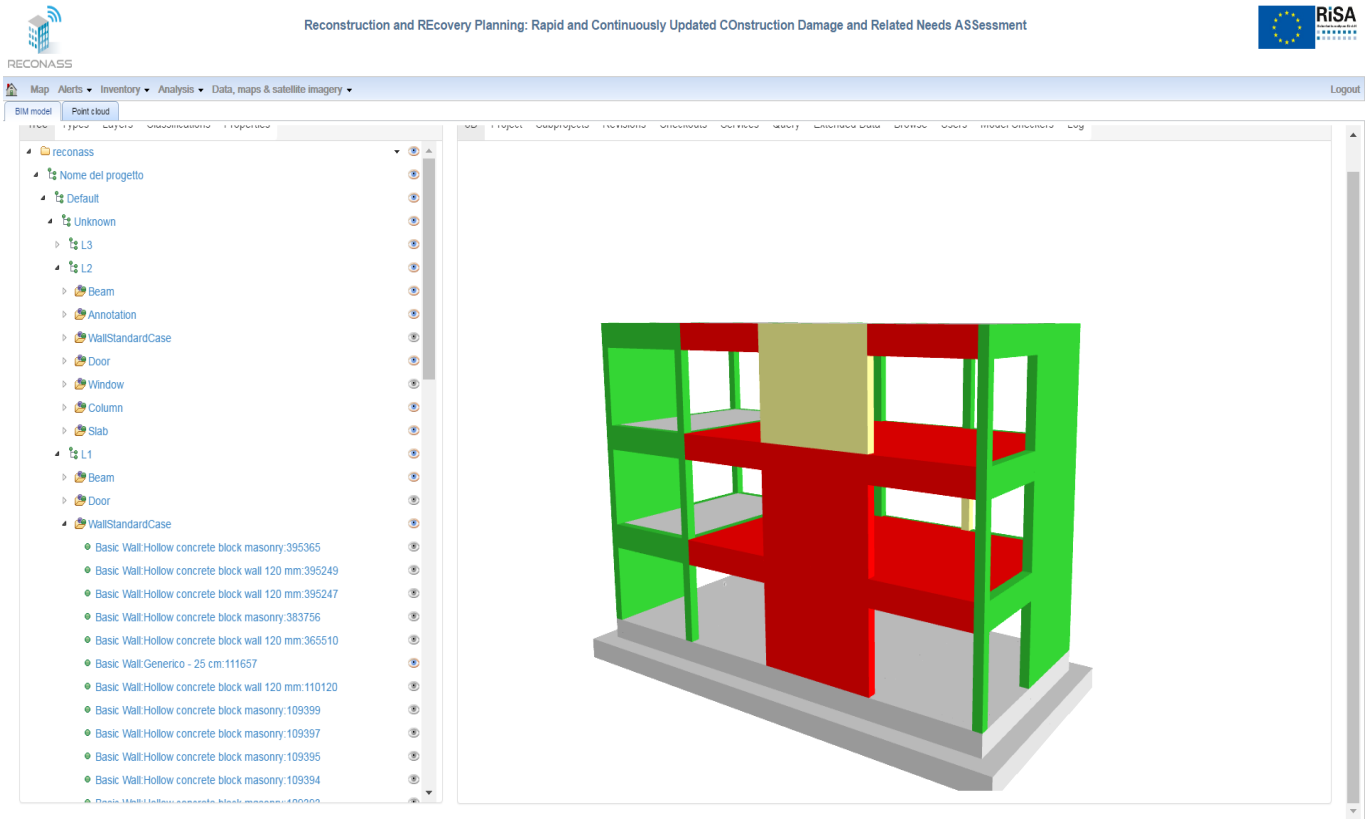 Reconstruction and REcovery Planning: Rapid and Continuously Updated COnstruction Damage and Related Needs ASSessment
RiSA
RECONASS
Map Alerts Inventory Analysis Data, maps & satellite imagery Logout
BIM model Point cloud
Tree Types Layers Classifications Properties
3D Project Subprojects Revisions Checkouts Services Query Extended Data Browse Users Model Checkers Log
reconass
Nome del progetto
Default
Unknown
L3
L2
Beam
Annotation
WallStandardCase
Door
Window
Column
Slab
L1
Beam
Door
WallStandardCase
Basic Wall:Hollow concrete block masonry:395365
Basic Wall:Hollow concrete block wall 120 mm:395249
Basic Wall:Hollow concrete block wall 120 mm:395247
Basic Wall:Hollow concrete block masonry:383756
Basic Wall:Hollow concrete block wall 120 mm:365510
Basic Wall:Generico - 25 cm:111657
Basic Wall:Hollow concrete block wall 120 mm:110120
Basic Wall:Hollow concrete block masonry:109399
Basic Wall:Hollow concrete block masonry:109397
Basic Wall:Hollow concrete block masonry:109395
Basic Wall:Hollow concrete block masonry:109394
Basic Wall:Hollow concrete block masonry: